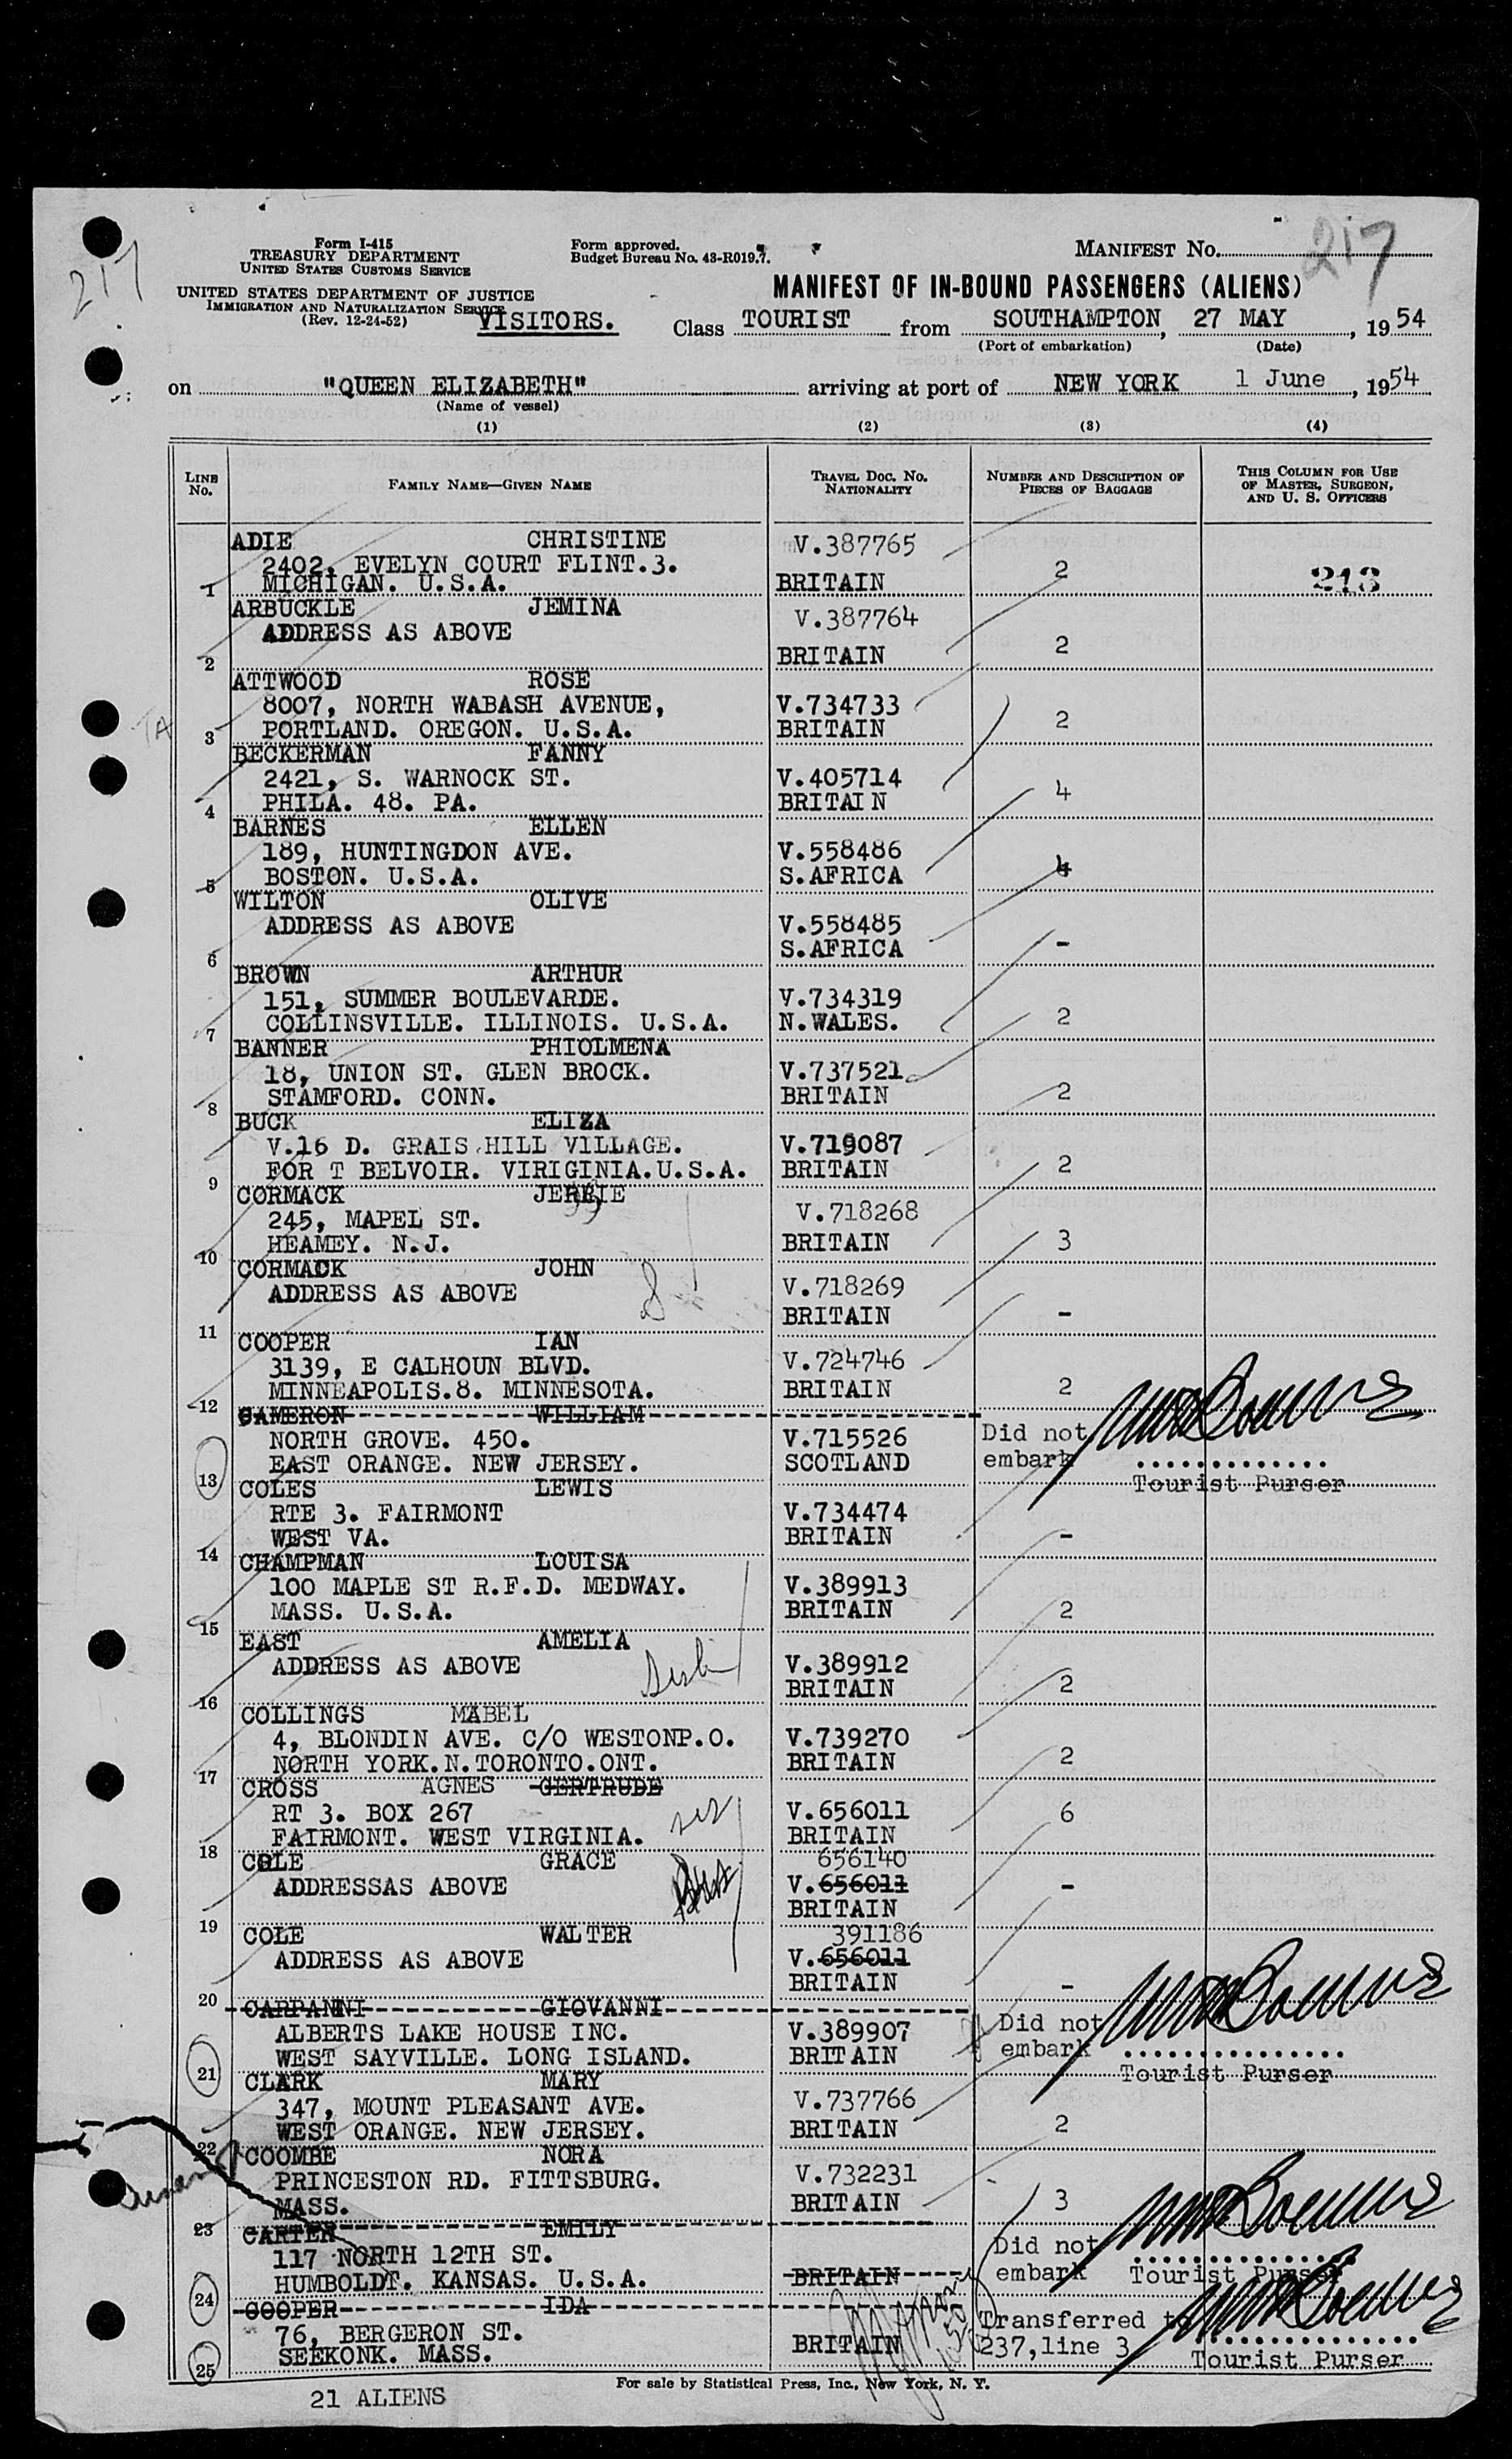 217
217
Form I-415
TREASURY DEPARTMENT
UNITED STATES CUSTOMS SERVICE
UNITED STATES DEPARTMENT OF JUSTICE
IMMIGRATION AND NATURALIZATION SERVICE
(Rev. 12-24-52)
Form approved.
Budget Bureau No. 43-R019.7.
MANIFEST No.
MANIFEST OF IN-BOUND PASSENGERS (ALIENS)
VISITORS. Class TOURIST from SOUTHAMPTON, 27 MAY, 1954
(Port of embarkation) (Date)
on "QUEEN ELIZABETH" arriving at port of NEW YORK 1 June, 1954
(Name of vessel)
(1) (2) (3) (4)
LINE No. FAMILY NAME—GIVEN NAME TRAVEL DOC. NO. NATIONALITY NUMBER AND DESCRIPTION OF PIECES OF BAGGAGE THIS COLUMN FOR USE OF MASTER, SURGEON, AND U. S. OFFICERS
ADIE CHRISTINE V.387765
2402, EVELYN COURT FLINT.3. 2
1 MICHIGAN. U.S.A. BRITAIN 213
ARBUCKLE JEMINA V.387764
ADDRESS AS ABOVE
2 BRITAIN 2
ATTWOOD ROSE
8007, NORTH WABASH AVENUE, V.734733
TA 3 PORTLAND. OREGON. U.S.A. BRITAIN 2
BECKERMAN FANNY
2421, S. WARNOCK ST. V.405714
4 PHILA. 48. PA. BRITAIN 4
BARNES ELLEN
189, HUNTINGDON AVE. V.558486
5 BOSTON. U.S.A. S.AFRICA 4
WILTON OLIVE
ADDRESS AS ABOVE V.558485
6 S.AFRICA -
BROWN ARTHUR
151, SUMMER BOULEVARDE. V.734319
7 COLLINSVILLE. ILLINOIS. U.S.A. N.WALES. 2
BANNER PHIOLMENA
18, UNION ST. GLEN BROCK. V.737521
8 STAMFORD. CONN. BRITAIN 2
BUCK ELIZA
V.16 D. GRAIS HILL VILLAGE. V.719087
9 FOR T BELVOIR. VIRIGINIA.U.S.A. BRITAIN 2
CORMACK
245, MAPEL ST. V.718268
10 HEAMEY. N.J. BRITAIN 3
CORMACK JOHN
ADDRESS AS ABOVE V.718269
11 BRITAIN -
COOPER IAN
3139, E CALHOUN BLVD. V.724746
12 MINNEAPOLIS.8. MINNESOTA. BRITAIN 2
CAMERON WILLIAM
NORTH GROVE. 450. V.715526 Did not
13 EAST ORANGE. NEW JERSEY. SCOTLAND embark
Tourist Purser
COLES LEWIS
RTE 3. FAIRMONT V.734474
14 WEST VA. BRITAIN -
CHAMPMAN LOUISA
100 MAPLE ST R.F.D. MEDWAY. V.389913
15 MASS. U.S.A. BRITAIN 2
EAST AMELIA
ADDRESS AS ABOVE V.389912
16 BRITAIN 2
COLLINGS MABEL
4, BLONDIN AVE. C/O WESTONP.O. V.739270
17 NORTH YORK.N.TORONTO.ONT. BRITAIN 2
CROSS AGNES GERTRUDE
RT 3. BOX 267 V.656011 6
18 FAIRMONT. WEST VIRGINIA. BRITAIN
COLE GRACE 656140
ADDRESSAS ABOVE V.656011 -
19 BRITAIN
COLE WALTER 391186
ADDRESS AS ABOVE V.656011
20 BRITAIN -
CARPANNI GIOVANNI
ALBERTS LAKE HOUSE INC. V.389907 Did not
21 WEST SAYVILLE. LONG ISLAND. BRITAIN embark
Tourist Purser
CLARK MARY
347, MOUNT PLEASANT AVE. V.737766
22 WEST ORANGE. NEW JERSEY. BRITAIN 2
COOMBE NORA
PRINCESTON RD. FITTSBURG. V.732231
23 MASS. BRITAIN 3
CARTER EMILY
117 NORTH 12TH ST. Did not
24 HUMBOLDT. KANSAS. U.S.A. BRITAIN embark Tourist Purser
COOPER IDA
76, BERGERON ST. Transferred to
25 SEEKONK. MASS. BRITAIN 237,line 3
Tourist Purser
For sale by Statistical Press, Inc., New York, N. Y.
21 ALIENS